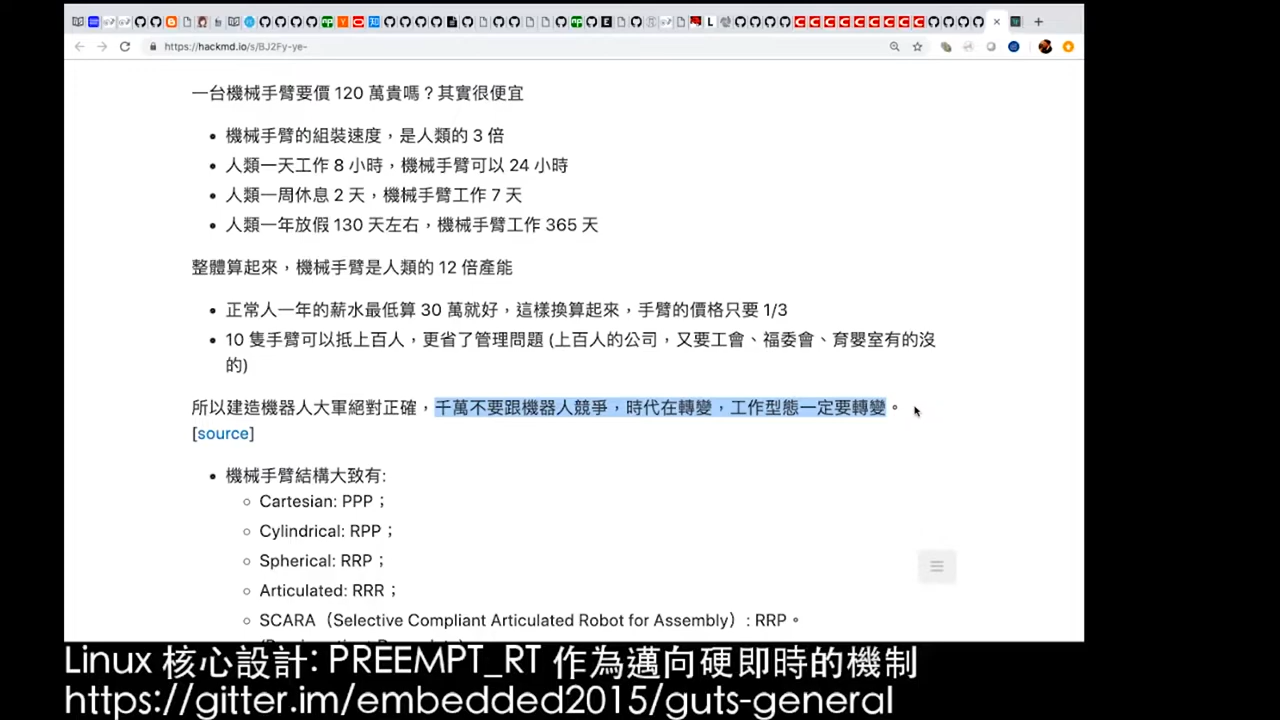 https://hackmd.io/s/BJ2Fy-ye-
一台機械手臂要價 120 萬貴嗎？其實很便宜
機械手臂的組裝速度，是人類的 3 倍
人類一天工作 8 小時，機械手臂可以 24 小時
人類一周休息 2 天，機械手臂工作 7 天
人類一年放假 130 天左右，機械手臂工作 365 天
整體算起來，機械手臂是人類的 12 倍產能
正常人一年的薪水最低算 30 萬就好，這樣換算起來，手臂的價格只要 1/3
10 隻手臂可以抵上百人，更省了管理問題 (上百人的公司，又要工會、福委會、育嬰室有的沒
的)
所以建造機器人大軍絕對正確，千萬不要跟機器人競爭，時代在轉變，工作型態一定要轉變。
[source]
機械手臂結構大致有:
Cartesian: PPP；
Cylindrical: RPP；
Spherical: RRP；
Articulated: RRR；
SCARA（Selective Compliant Articulated Robot for Assembly）: RRP。
Linux 核心設計: PREEMPT_RT 作為邁向硬即時的機制
https://gitter.im/embedded2015/guts-general